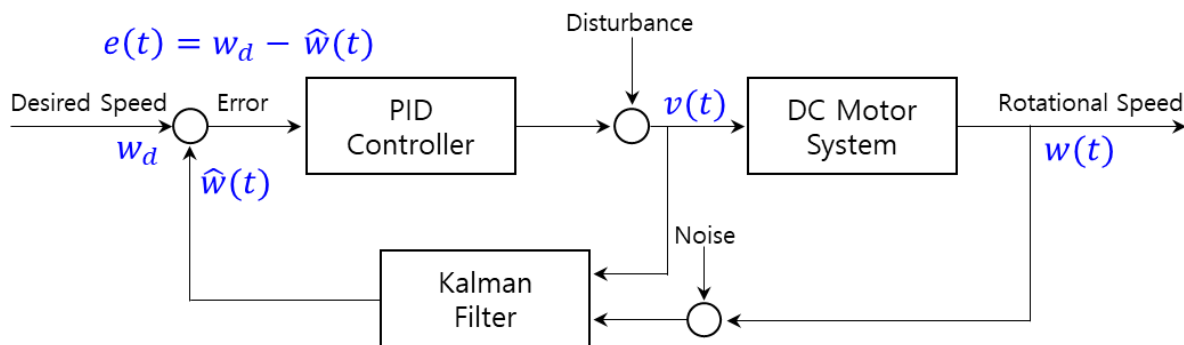 e(t) = w_d − ŵ(t)
Disturbance
Desired Speed
Error
PID
Controller
v(t)
DC Motor
System
Rotational Speed
w_d
w(t)
ŵ(t)
Noise
Kalman
Filter